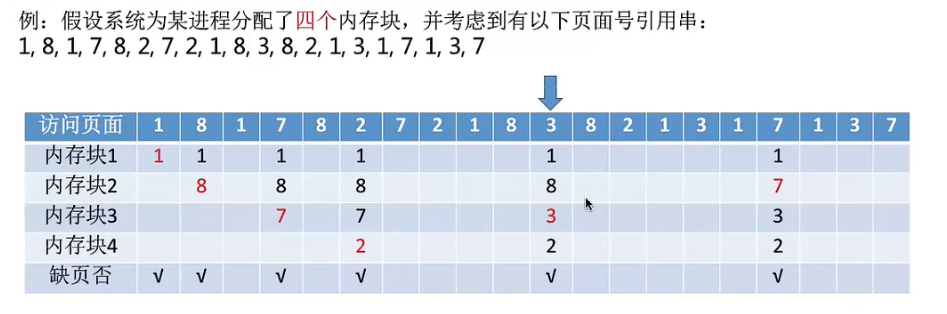 例：假设系统为某进程分配了四个内存块，并考虑到有以下页面号引用串：
1, 8, 1, 7, 8, 2, 7, 2, 1, 8, 3, 8, 2, 1, 3, 1, 7, 1, 3, 7
访问页面 1 8 1 7 8 2 7 2 1 8 3 8 2 1 3 1 7 1 3 7
内存块1 1 1 1 1 1 1
内存块2 8 8 8 8 7
内存块3 7 7 3 3
内存块4 2 2 2
缺页否 √ √ √ √ √ √